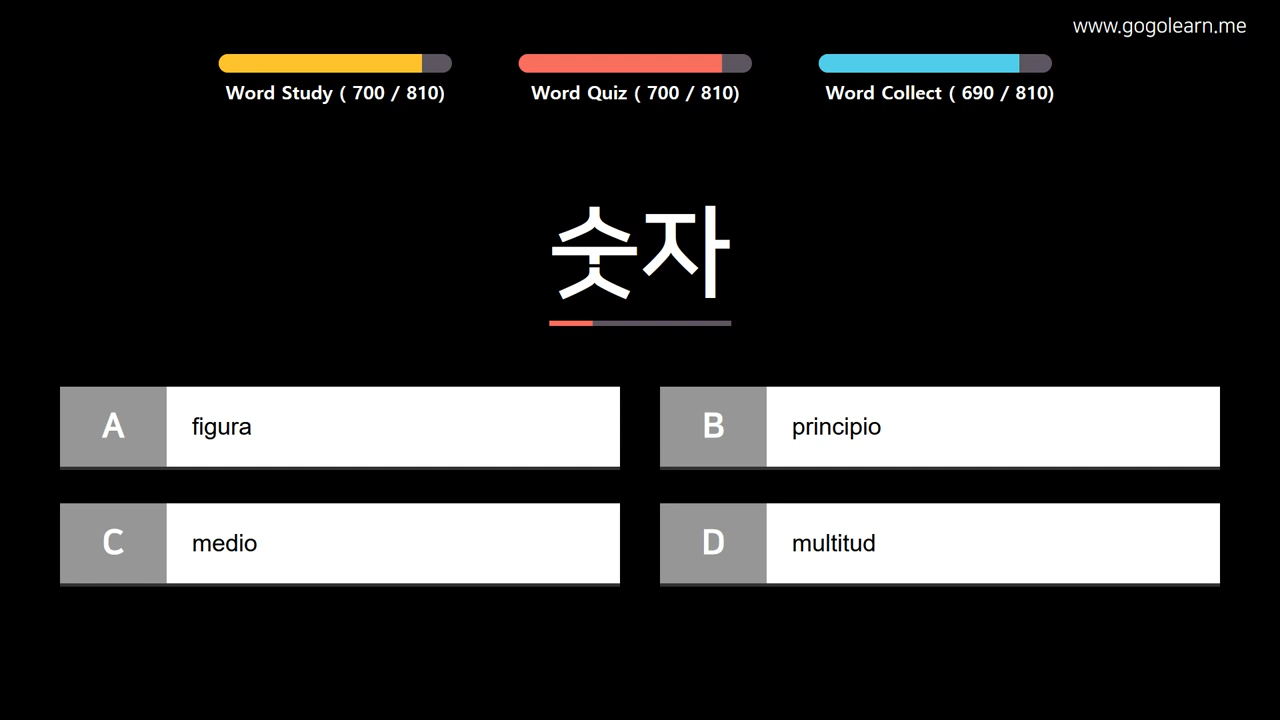 www.gogolearn.me
Word Study ( 700 / 810)
Word Quiz ( 700 / 810)
Word Collect ( 690 / 810)
숫자
A figura
B principio
C medio
D multitud